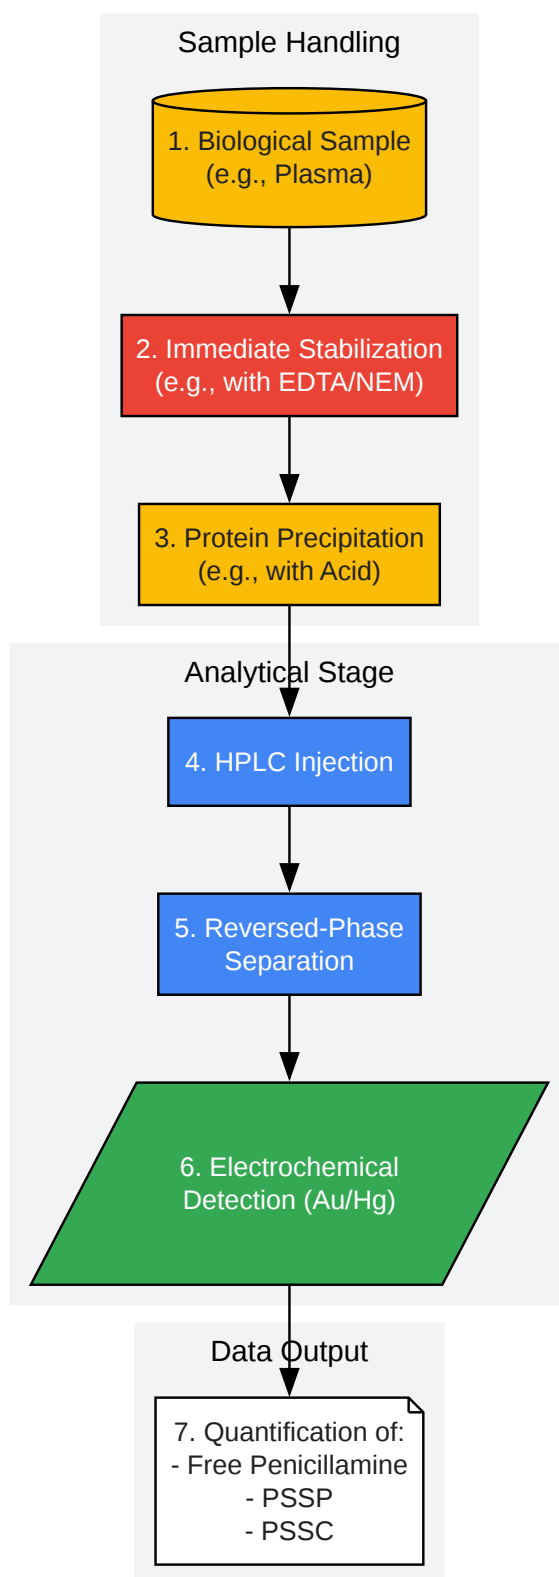 Sample Handling
1. Biological Sample
(e.g., Plasma)
2. Immediate Stabilization
(e.g., with EDTA/NEM)
3. Protein Precipitation
(e.g., with Acid)
Analytical Stage
4. HPLC Injection
5. Reversed-Phase
Separation
6. Electrochemical
Detection (Au/Hg)
Data Output
7. Quantification of:
- Free Penicillamine
- PSSP
- PSSC